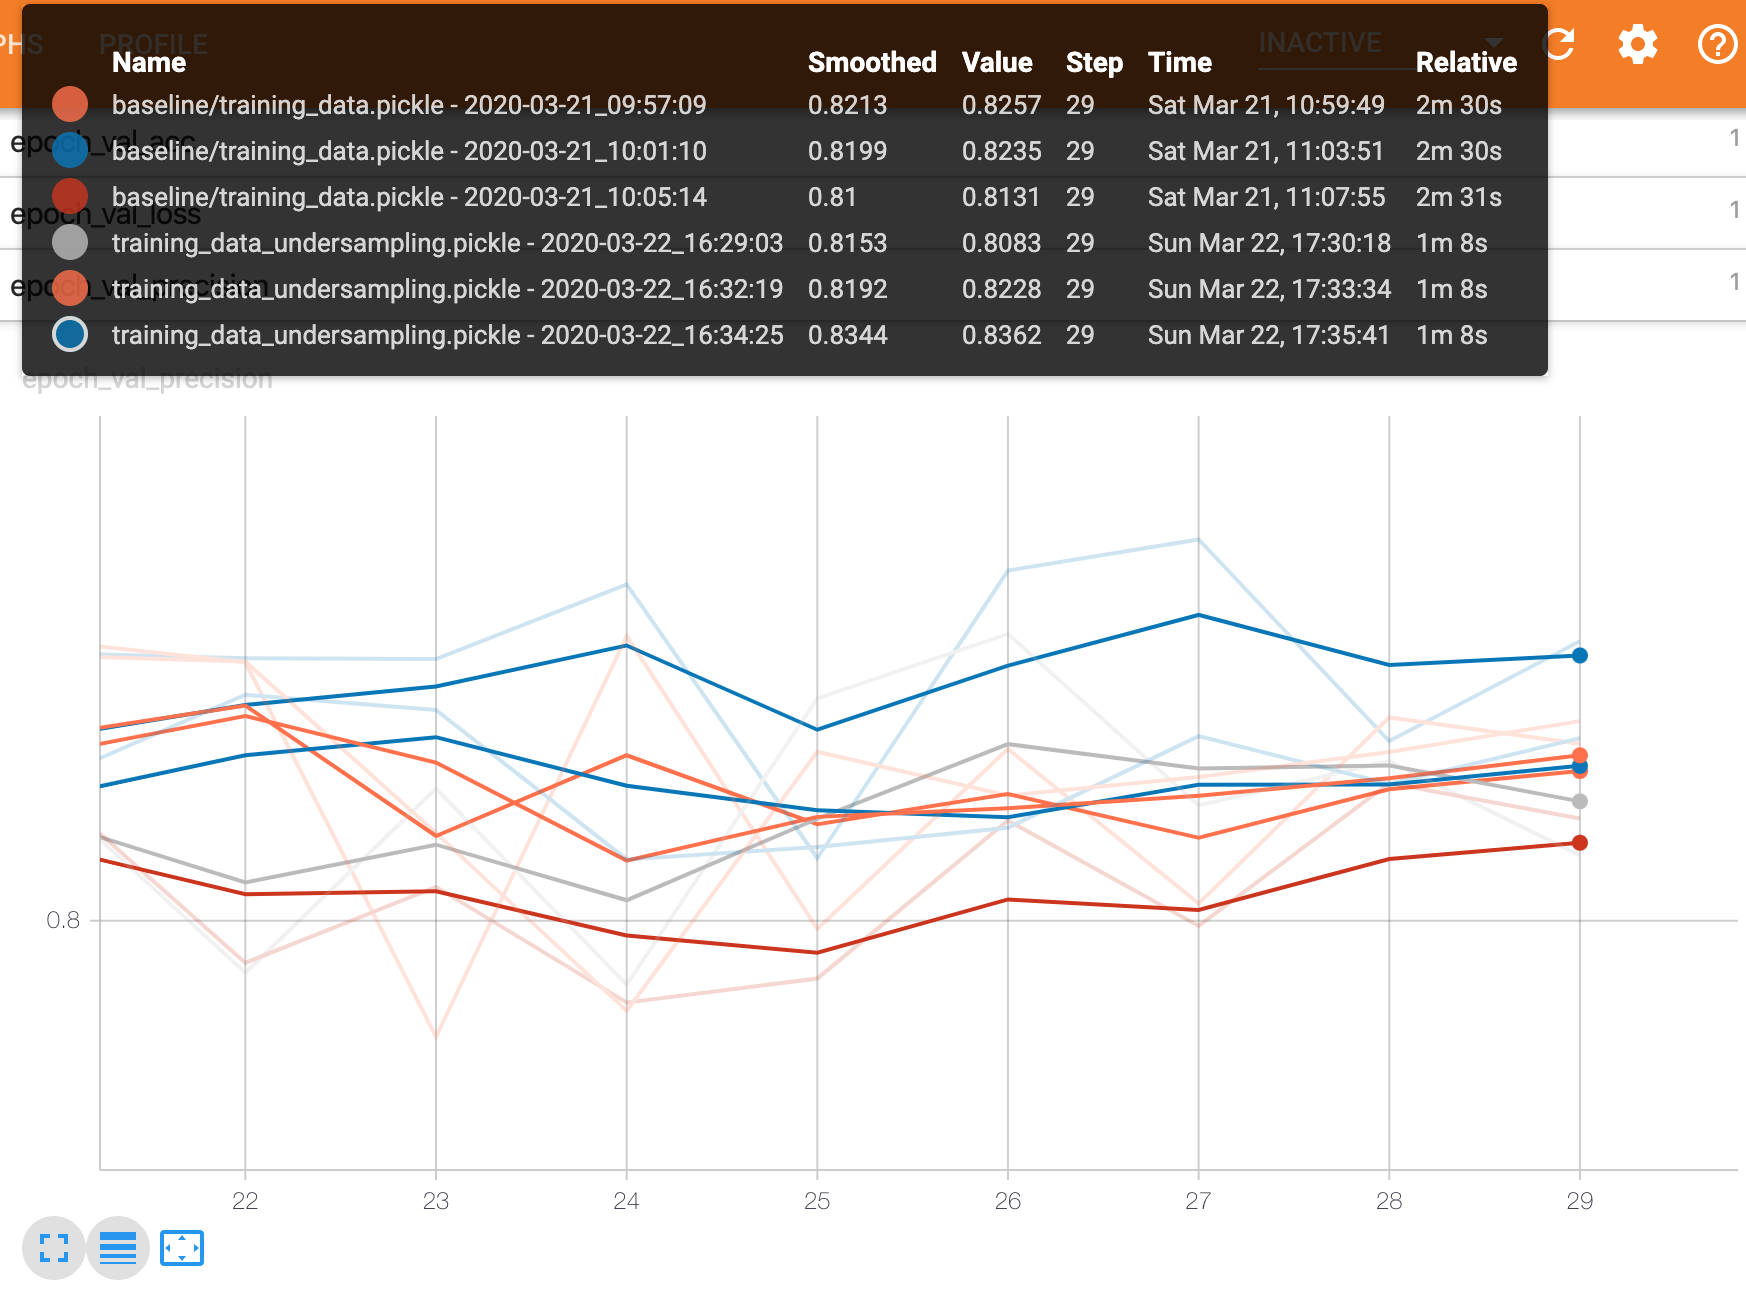 PHS PROFILE INACTIVE
Name Smoothed Value Step Time Relative
baseline/training_data.pickle - 2020-03-21_09:57:09 0.8213 0.8257 29 Sat Mar 21, 10:59:49 2m 30s
epoch_val_acc 1
baseline/training_data.pickle - 2020-03-21_10:01:10 0.8199 0.8235 29 Sat Mar 21, 11:03:51 2m 30s
baseline/training_data.pickle - 2020-03-21_10:05:14 0.81 0.8131 29 Sat Mar 21, 11:07:55 2m 31s
epoch_val_loss 1
training_data_undersampling.pickle - 2020-03-22_16:29:03 0.8153 0.8083 29 Sun Mar 22, 17:30:18 1m 8s
epoch_val_precision 1
training_data_undersampling.pickle - 2020-03-22_16:32:19 0.8192 0.8228 29 Sun Mar 22, 17:33:34 1m 8s
training_data_undersampling.pickle - 2020-03-22_16:34:25 0.8344 0.8362 29 Sun Mar 22, 17:35:41 1m 8s
epoch_val_precision
0.8
22 23 24 25 26 27 28 29